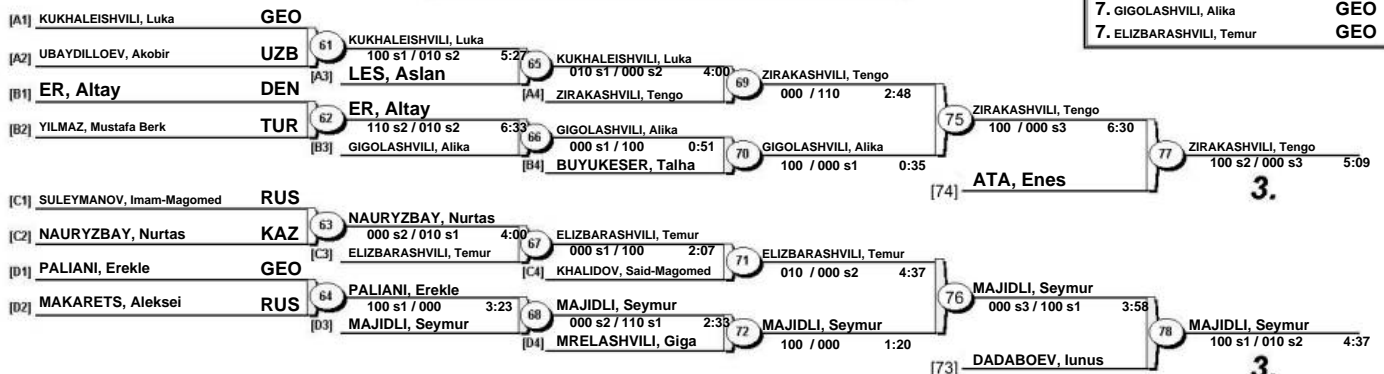 7. GIGOLASHVILI, Alika GEO
7. ELIZBARASHVILI, Temur GEO
[A1] KUKHALEISHVILI, Luka GEO
61
KUKHALEISHVILI, Luka
100 s1 / 010 s2 5:27
[A2] UBAYDILLOEV, Akobir UZB
[A3] LES, Aslan
65
KUKHALEISHVILI, Luka
010 s1 / 000 s2 4:00
[A4] ZIRAKASHVILI, Tengo
69
ZIRAKASHVILI, Tengo
000 / 110 2:48
[B1] ER, Altay DEN
62
ER, Altay
110 s2 / 010 s2 6:33
[B2] YILMAZ, Mustafa Berk TUR
[B3] GIGOLASHVILI, Alika
66
GIGOLASHVILI, Alika
000 s1 / 100 0:51
[B4] BUYUKESER, Talha
70
GIGOLASHVILI, Alika
100 / 000 s1 0:35
75
ZIRAKASHVILI, Tengo
100 / 000 s3 6:30
[74] ATA, Enes
77
ZIRAKASHVILI, Tengo
100 s2 / 000 s3 5:09
3.
[C1] SULEYMANOV, Imam-Magomed RUS
63
NAURYZBAY, Nurtas
000 s2 / 010 s1 4:00
[C2] NAURYZBAY, Nurtas KAZ
[C3] ELIZBARASHVILI, Temur
67
ELIZBARASHVILI, Temur
000 s1 / 100 2:07
[C4] KHALIDOV, Said-Magomed
71
ELIZBARASHVILI, Temur
010 / 000 s2 4:37
[D1] PALIANI, Erekle GEO
64
PALIANI, Erekle
100 s1 / 000 3:23
[D2] MAKARETS, Aleksei RUS
[D3] MAJIDLI, Seymur
68
MAJIDLI, Seymur
000 s2 / 110 s1 2:33
[D4] MRELASHVILI, Giga
72
MAJIDLI, Seymur
100 / 000 1:20
76
MAJIDLI, Seymur
000 s3 / 100 s1 3:58
[73] DADABOEV, Iunus
78
MAJIDLI, Seymur
100 s1 / 010 s2 4:37
3.